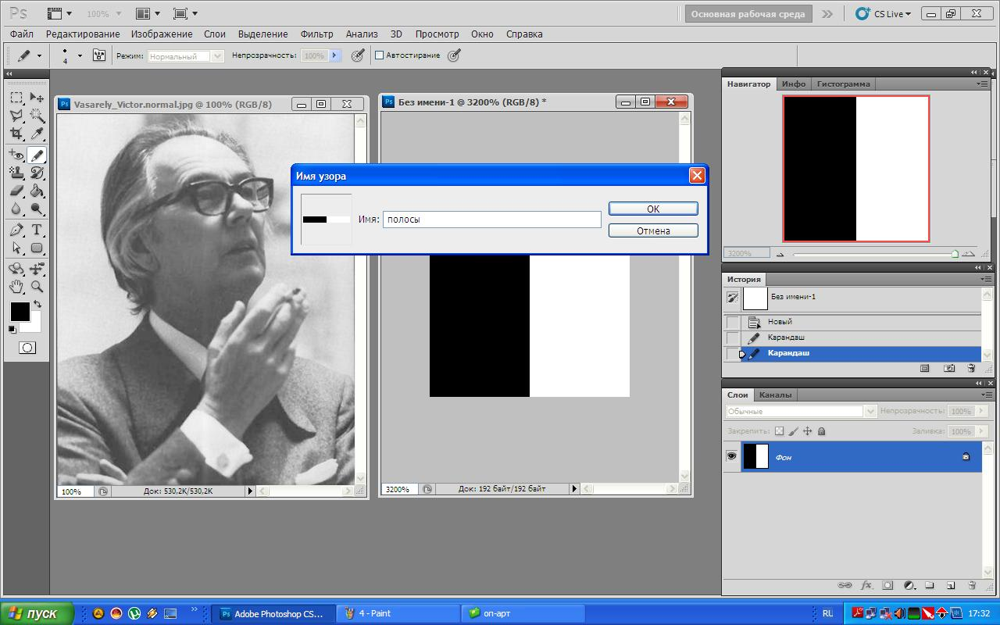 Ps 100% Основная рабочая среда CS Live
Файл Редактирование Изображение Слои Выделение Фильтр Анализ 3D Просмотр Окно Справка
4 Режим: Нормальный Непрозрачность: 100% Автостирание
Ps Vasarely_Victor.normal.jpg @ 100% (RGB/8)
100% Док: 530,2K/530,2K
Ps Без имени-1 @ 3200% (RGB/8) *
3200% Док: 192 байт/192 байт
Имя узора
Имя: полосы
OK
Отмена
T
Навигатор Инфо Гистограмма
3200%
История
Без имени-1
Новый
Карандаш
Карандаш
Слои Каналы
Обычные Непрозрачность: 100%
Закрепить: Заливка: 100%
Фон
fx
пуск Ps Adobe Photoshop CS... 4 - Paint оп-арт RU 17:32